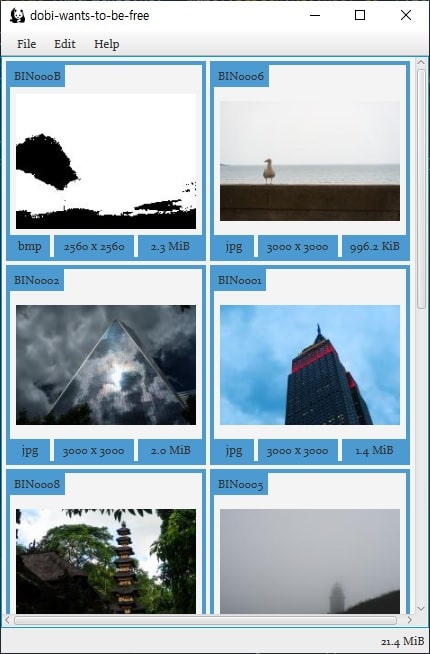 dobi-wants-to-be-free
File Edit Help
BIN000B BIN0006
bmp 2560 x 2560 2.3 MiB jpg 3000 x 3000 996.2 KiB
BIN0002 BIN0001
jpg 3000 x 3000 2.0 MiB jpg 3000 x 3000 1.4 MiB
BIN0008 BIN0005
21.4 MiB